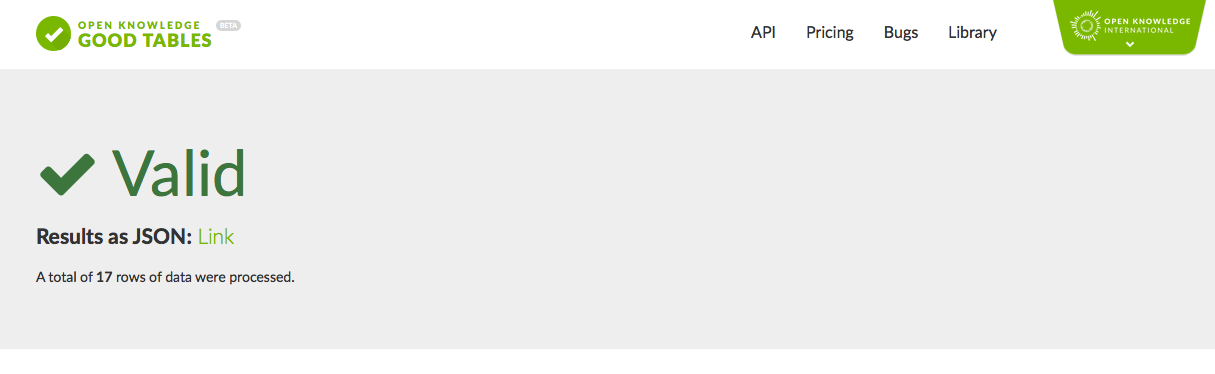 OPEN KNOWLEDGE BETA
GOOD TABLES
API Pricing Bugs Library
OPEN KNOWLEDGE
INTERNATIONAL
Valid
Results as JSON: Link
A total of 17 rows of data were processed.